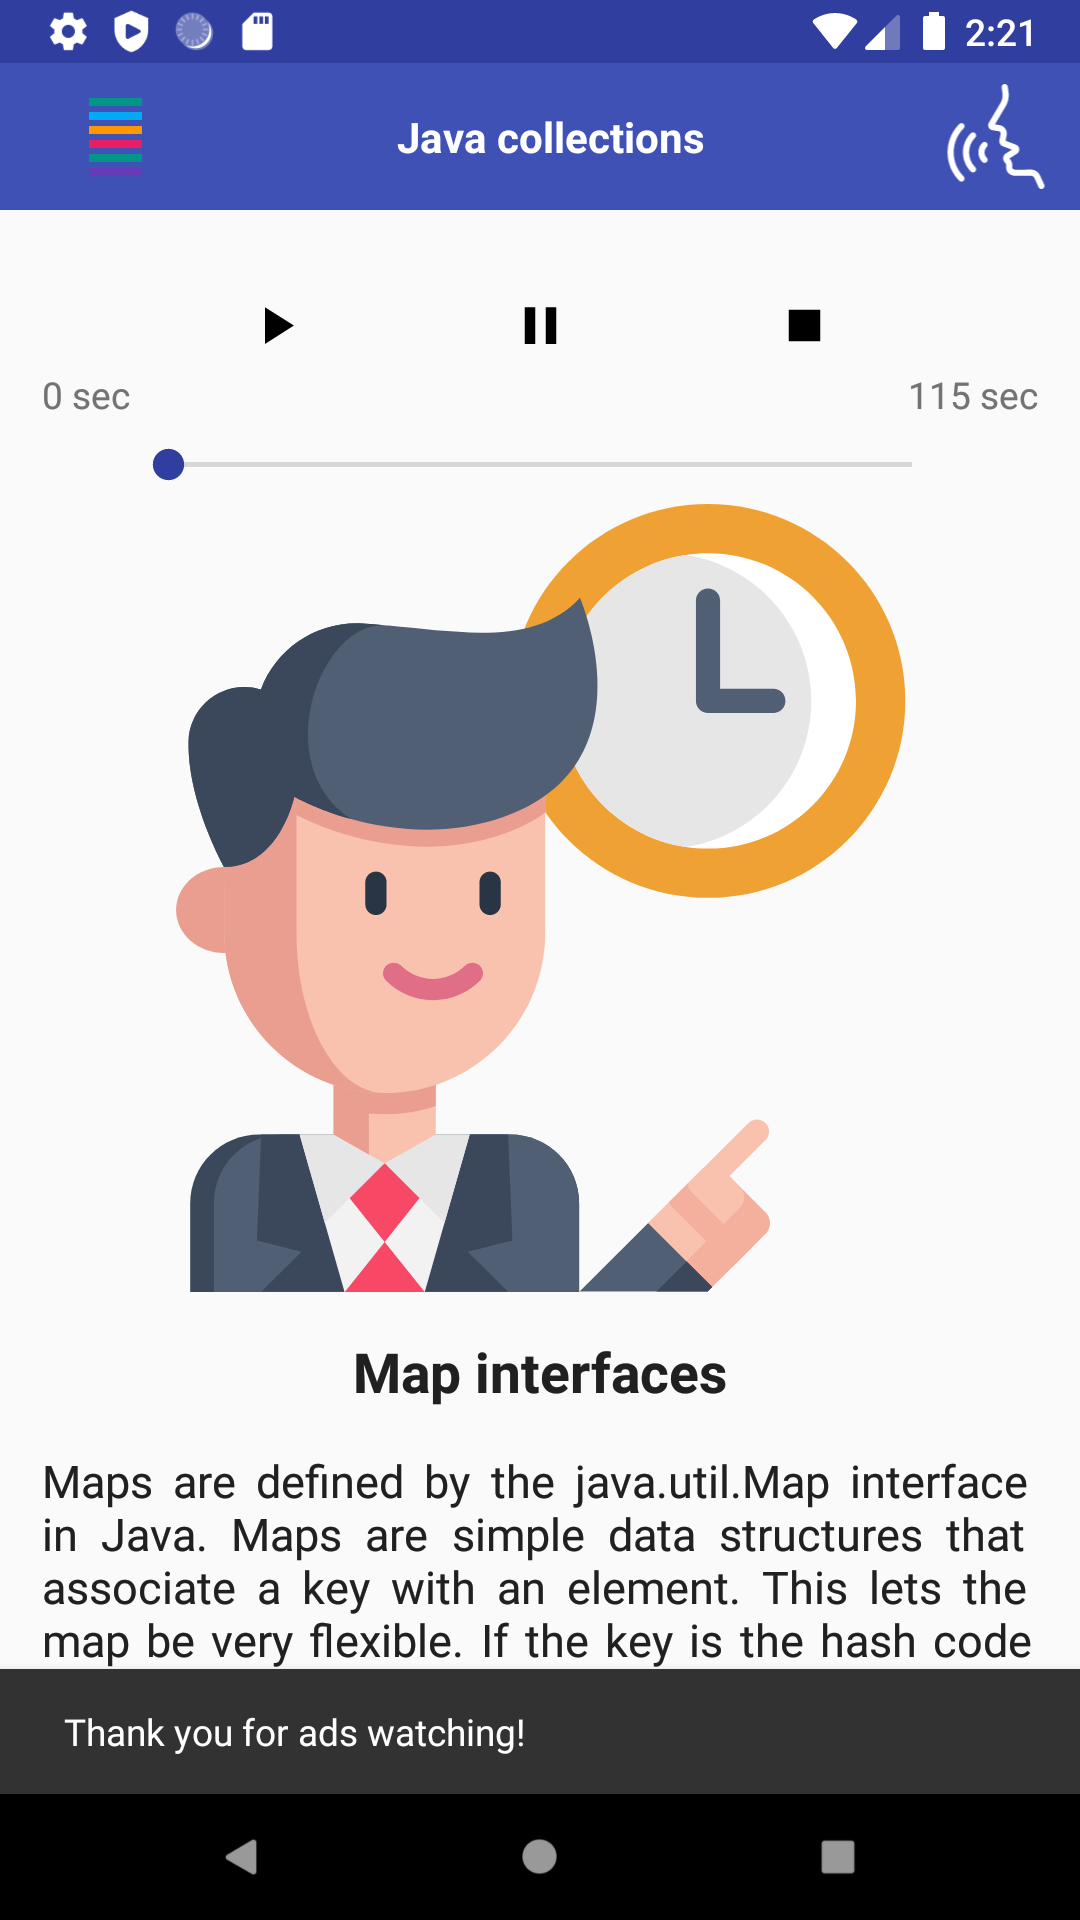 2:21
Java collections
0 sec
115 sec
Map interfaces
Maps are defined by the java.util.Map interface
in Java. Maps are simple data structures that
associate a key with an element. This lets the
map be very flexible. If the key is the hash code
Thank you for ads watching!